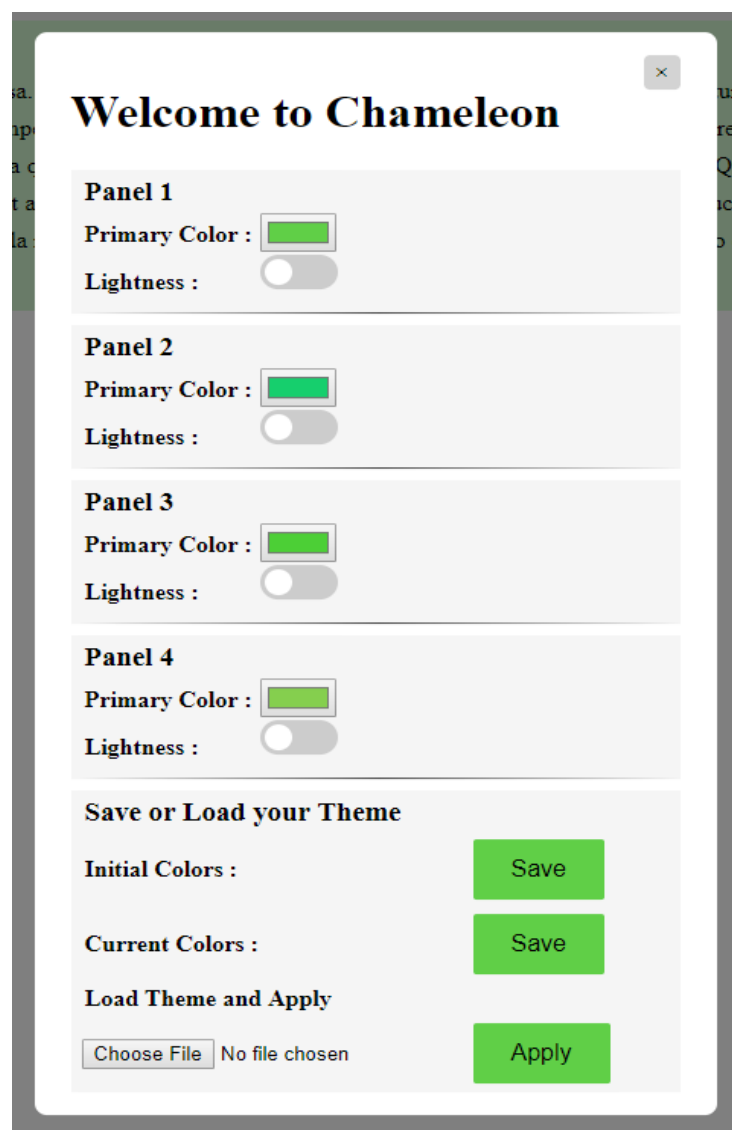 ×
Welcome to Chameleon
Panel 1
Primary Color :
Lightness :
Panel 2
Primary Color :
Lightness :
Panel 3
Primary Color :
Lightness :
Panel 4
Primary Color :
Lightness :
Save or Load your Theme
Initial Colors : Save
Current Colors : Save
Load Theme and Apply
Choose File No file chosen Apply